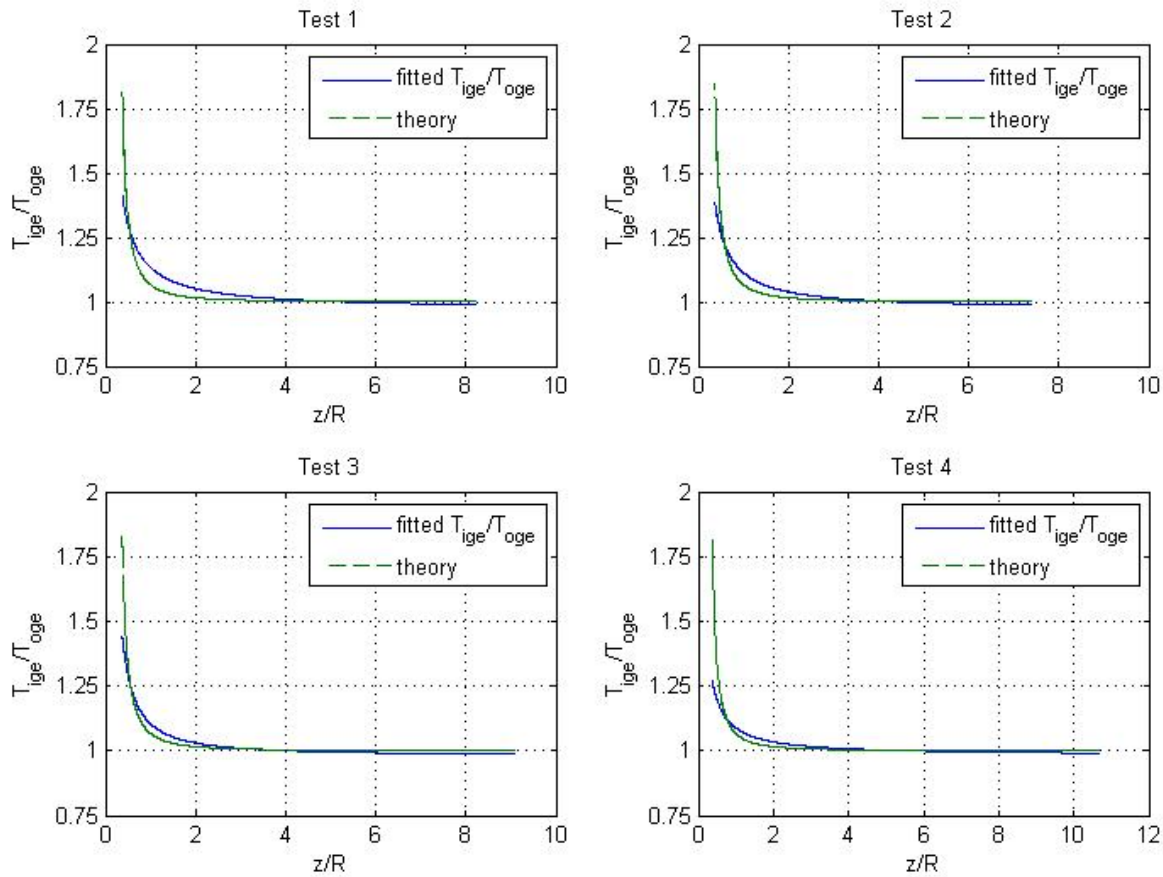 Test 1
2
1.75
1.5
1.25
1
0.75
T_ige/T_oge
fitted T_ige/T_oge
theory
0 2 4 6 8 10
z/R
Test 2
2
1.75
1.5
1.25
1
0.75
T_ige/T_oge
fitted T_ige/T_oge
theory
0 2 4 6 8 10
z/R
Test 3
2
1.75
1.5
1.25
1
0.75
T_ige/T_oge
fitted T_ige/T_oge
theory
0 2 4 6 8 10
z/R
Test 4
2
1.75
1.5
1.25
1
0.75
T_ige/T_oge
fitted T_ige/T_oge
theory
0 2 4 6 8 10 12
z/R